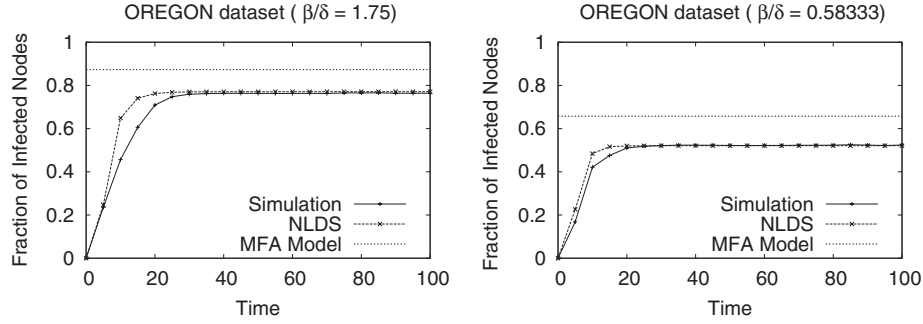 OREGON dataset ( β/δ = 1.75)
Fraction of Infected Nodes
1
0.8
0.6
0.4
0.2
0
Simulation
NLDS
MFA Model
0 20 40 60 80 100
Time
OREGON dataset ( β/δ = 0.58333)
Fraction of Infected Nodes
1
0.8
0.6
0.4
0.2
0
Simulation
NLDS
MFA Model
0 20 40 60 80 100
Time